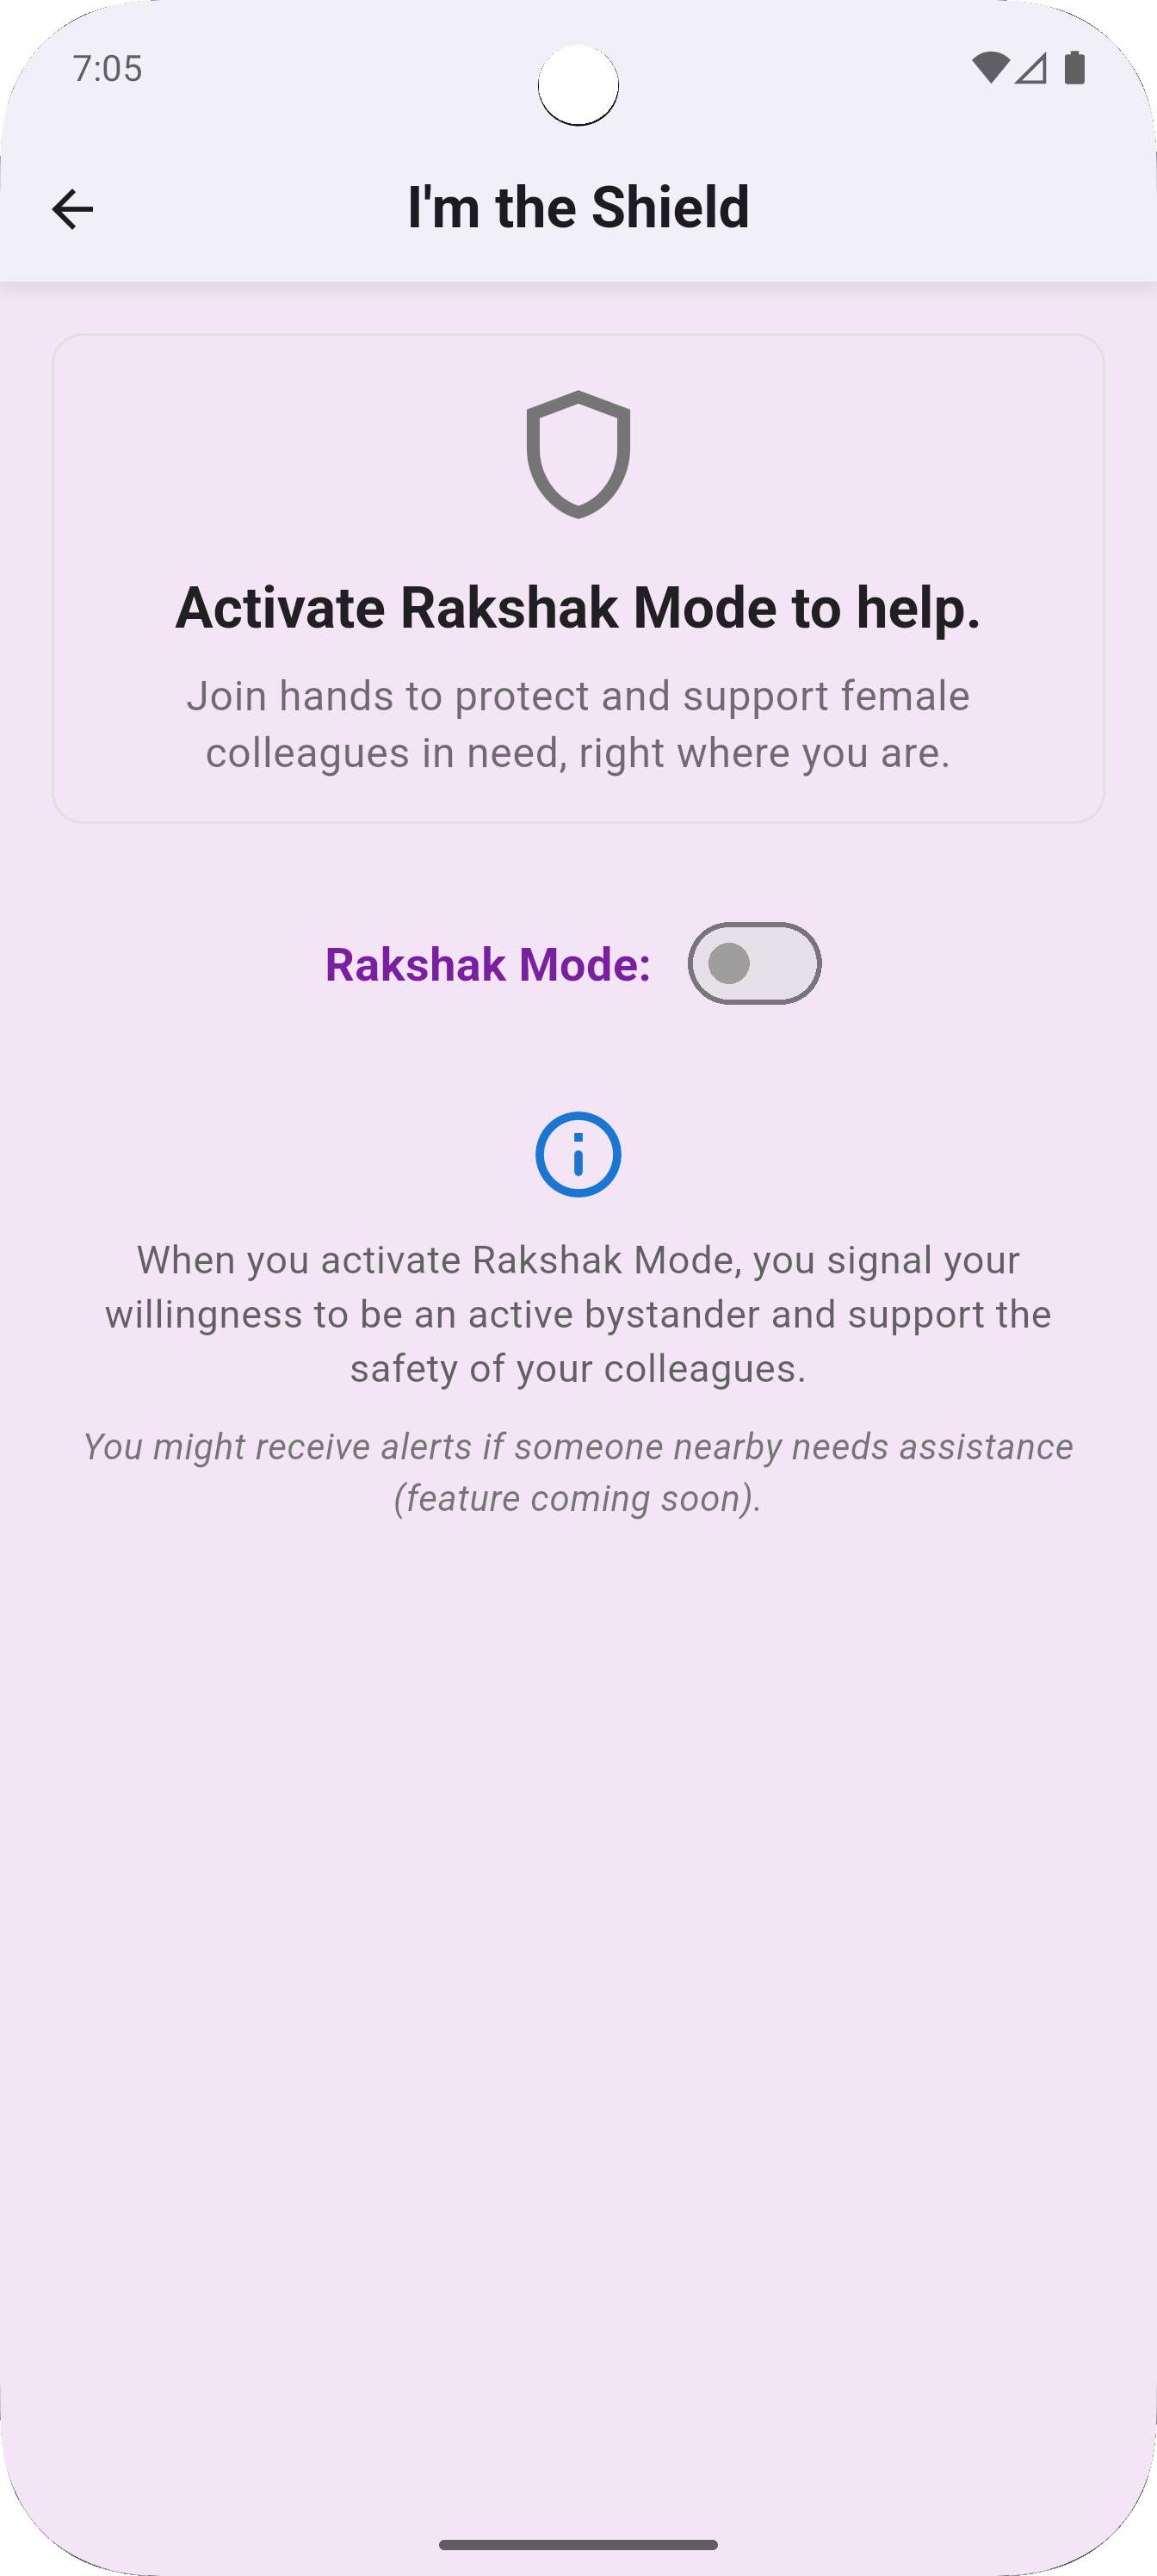 7:05
I'm the Shield
Activate Rakshak Mode to help.
Join hands to protect and support female
colleagues in need, right where you are.
Rakshak Mode:
When you activate Rakshak Mode, you signal your
willingness to be an active bystander and support the
safety of your colleagues.
You might receive alerts if someone nearby needs assistance
(feature coming soon).